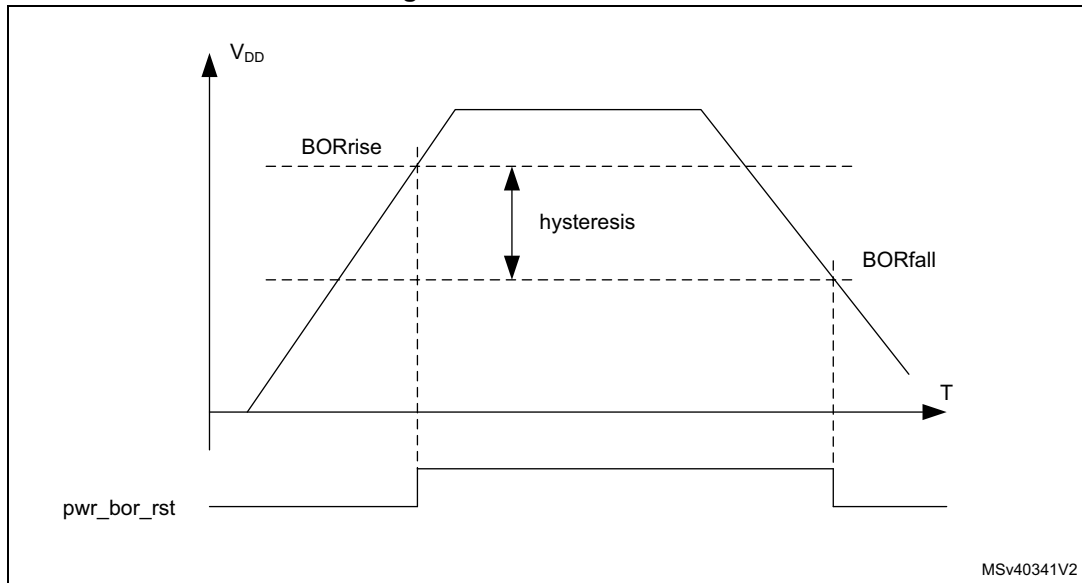 V_DD
BORrise
hysteresis
BORfall
T
pwr_bor_rst
MSv40341V2